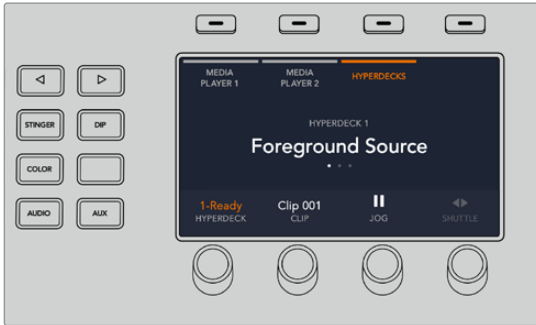 MEDIA
PLAYER 1
MEDIA
PLAYER 2
HYPERDECKS
HYPERDECK 1
Foreground Source
STINGER
DIP
COLOR
AUDIO
AUX
1-Ready
HYPERDECK
Clip 001
CLIP
JOG
SHUTTLE